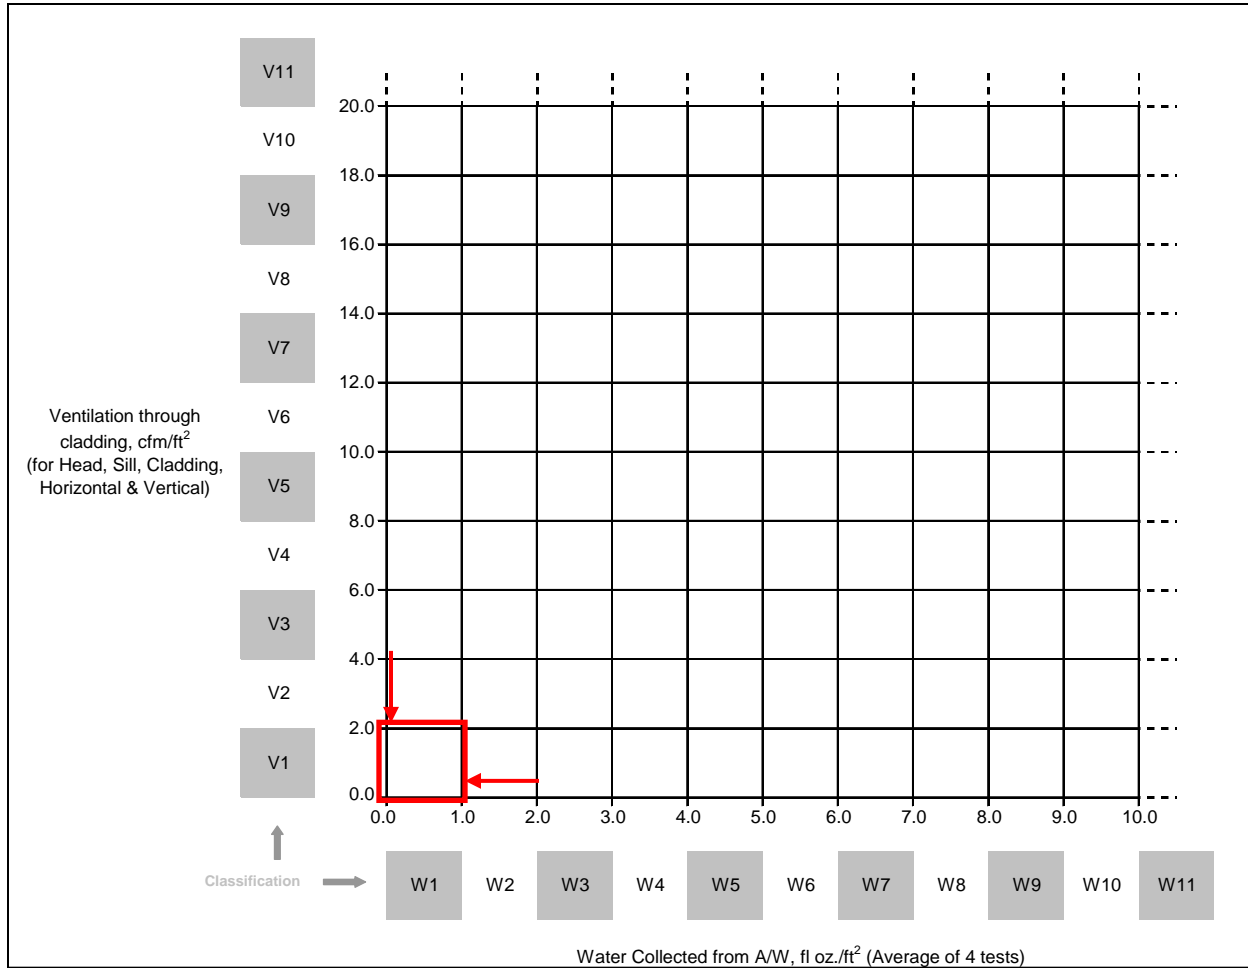 V11
20.0
V10
18.0
V9
16.0
V8
14.0
V7
12.0
Ventilation through
cladding, cfm/ft²
(for Head, Sill, Cladding,
Horizontal & Vertical)
V6
10.0
V5
8.0
V4
6.0
V3
4.0
V2
2.0
V1
0.0
0.0 1.0 2.0 3.0 4.0 5.0 6.0 7.0 8.0 9.0 10.0
Classification
W1 W2 W3 W4 W5 W6 W7 W8 W9 W10 W11
Water Collected from A/W, fl oz./ft² (Average of 4 tests)